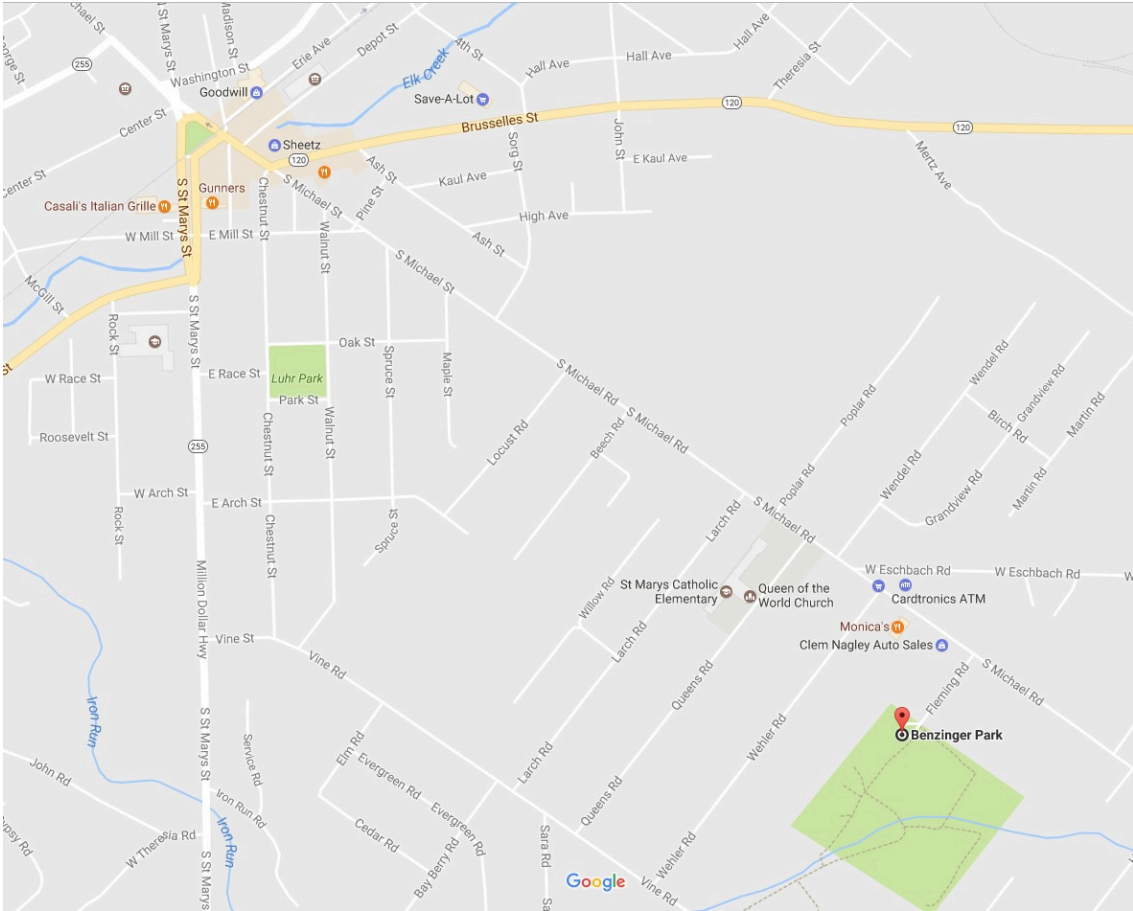 chael St
N St Marys St
Madison St
Erie Ave
Depot St
4th St
Hall Ave
Hall Ave
Hall Ave
Theresia St
George St
255
Washington St
Goodwill
Elk Creek
Save-A-Lot
120
Center St
Brusselles St
120
Sheetz
120
Sorg St
John St
E Kaul Ave
Mertz Ave
Center St
Ash St
Kaul Ave
Gunners
Casali's Italian Grille
S St Marys St
Chestnut St
S Michael St
Pine St
High Ave
W Mill St
E Mill St
Walnut St
Ash St
S Michael St
McGill St
Rock St
S St Marys St
St
Oak St
W Race St
E Race St
Luhr Park
Park St
Spruce St
Maple St
S Michael Rd
Poplar Rd
Wendel Rd
Grandview Rd
Martin Rd
Birch Rd
Roosevelt St
255
Chestnut St
Walnut St
Locust Rd
Beech Rd
S Michael Rd
Poplar Rd
Wendel Rd
Grandview Rd
Martin Rd
W Arch St
E Arch St
Rock St
Chestnut St
Spruce St
Larch Rd
S Michael Rd
W Eschbach Rd
W Eschbach Rd
W
Million Dollar Hwy
Willow Rd
St Marys Catholic
Elementary
Queen of the
World Church
Cardtronics ATM
Monica's
Clem Nagley Auto Sales
Vine St
Vine Rd
Larch Rd
Queens Rd
Fleming Rd
S Michael Rd
Iron Run
S St Marys St
Service Rd
Elm Rd
Wehler Rd
Benzinger Park
John Rd
Evergreen Rd
Larch Rd
Iron Run Rd
Evergreen Rd
Queens Rd
Gypsy Rd
W Theresia Rd
Iron Run
Cedar Rd
Bay Berry Rd
Sara Rd
Wehler Rd
S St Marys
Google
Vine Rd
Sa